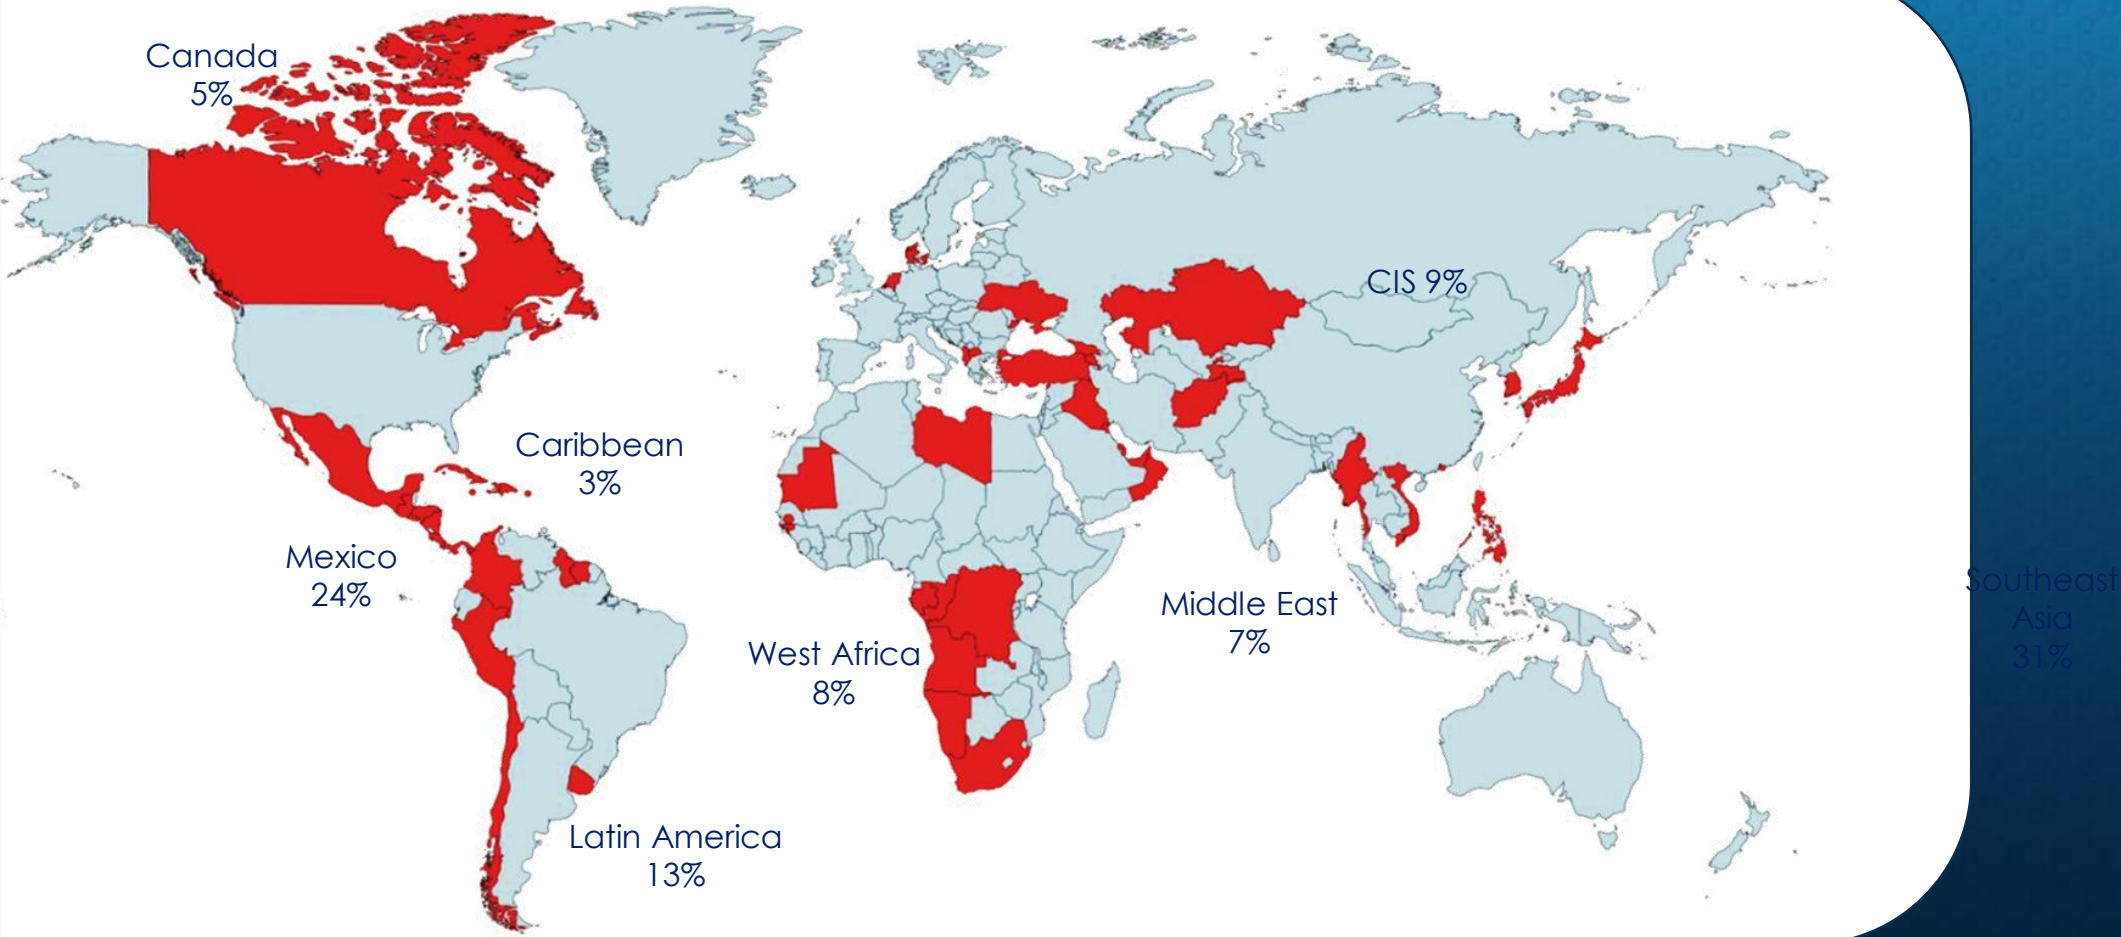 Canada
5%
CIS 9%
Caribbean
3%
Mexico
24%
Southeast
Asia
31%
Middle East
7%
West Africa
8%
Latin America
13%